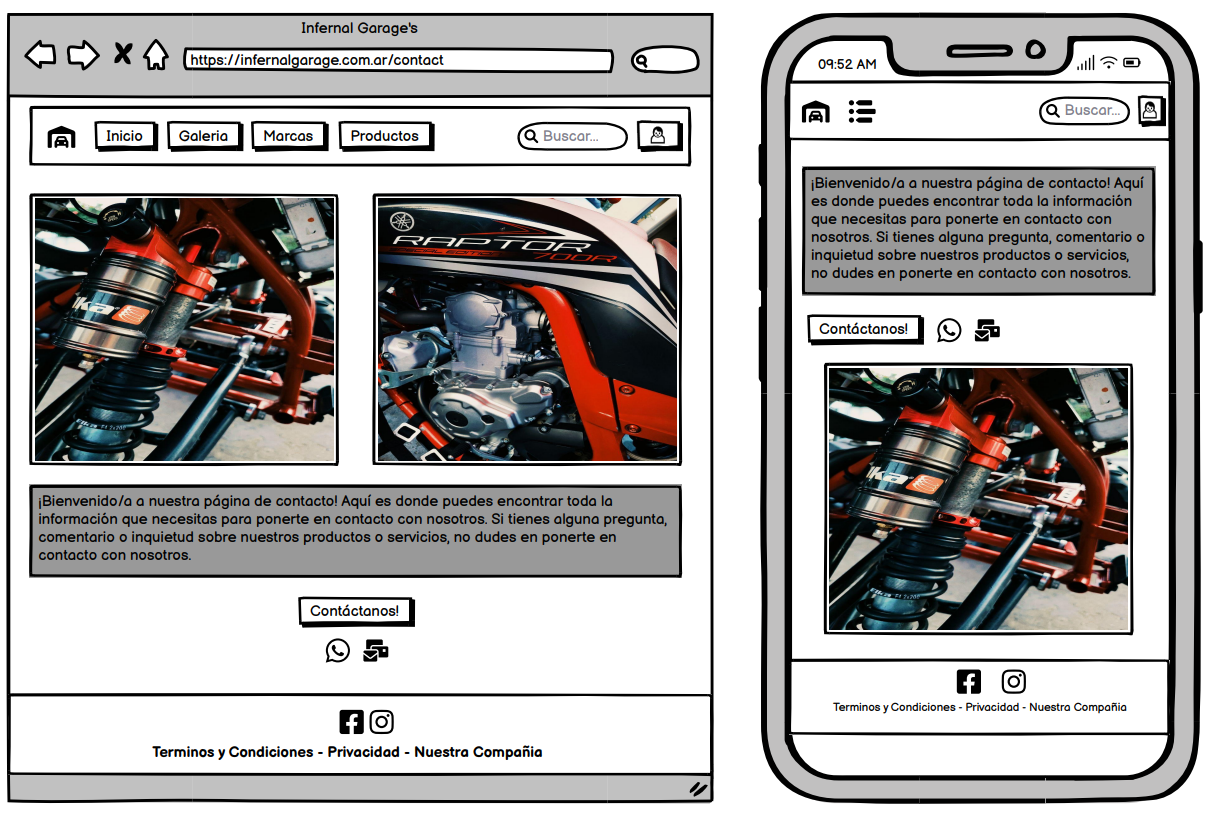 Infernal Garage's
https://infernalgarage.com.ar/contact
Inicio
Galeria
Marcas
Productos
Buscar...
RAPTOR
700R
¡Bienvenido/a a nuestra página de contacto! Aquí es donde puedes encontrar toda la
información que necesitas para ponerte en contacto con nosotros. Si tienes alguna pregunta,
comentario o inquietud sobre nuestros productos o servicios, no dudes en ponerte en
contacto con nosotros.
Contáctanos!
Terminos y Condiciones - Privacidad - Nuestra Compañia
09:52 AM
Buscar...
¡Bienvenido/a a nuestra página de contacto! Aquí
es donde puedes encontrar toda la información
que necesitas para ponerte en contacto con
nosotros. Si tienes alguna pregunta, comentario o
inquietud sobre nuestros productos o servicios,
no dudes en ponerte en contacto con nosotros.
Contáctanos!
Terminos y Condiciones - Privacidad - Nuestra Compañia